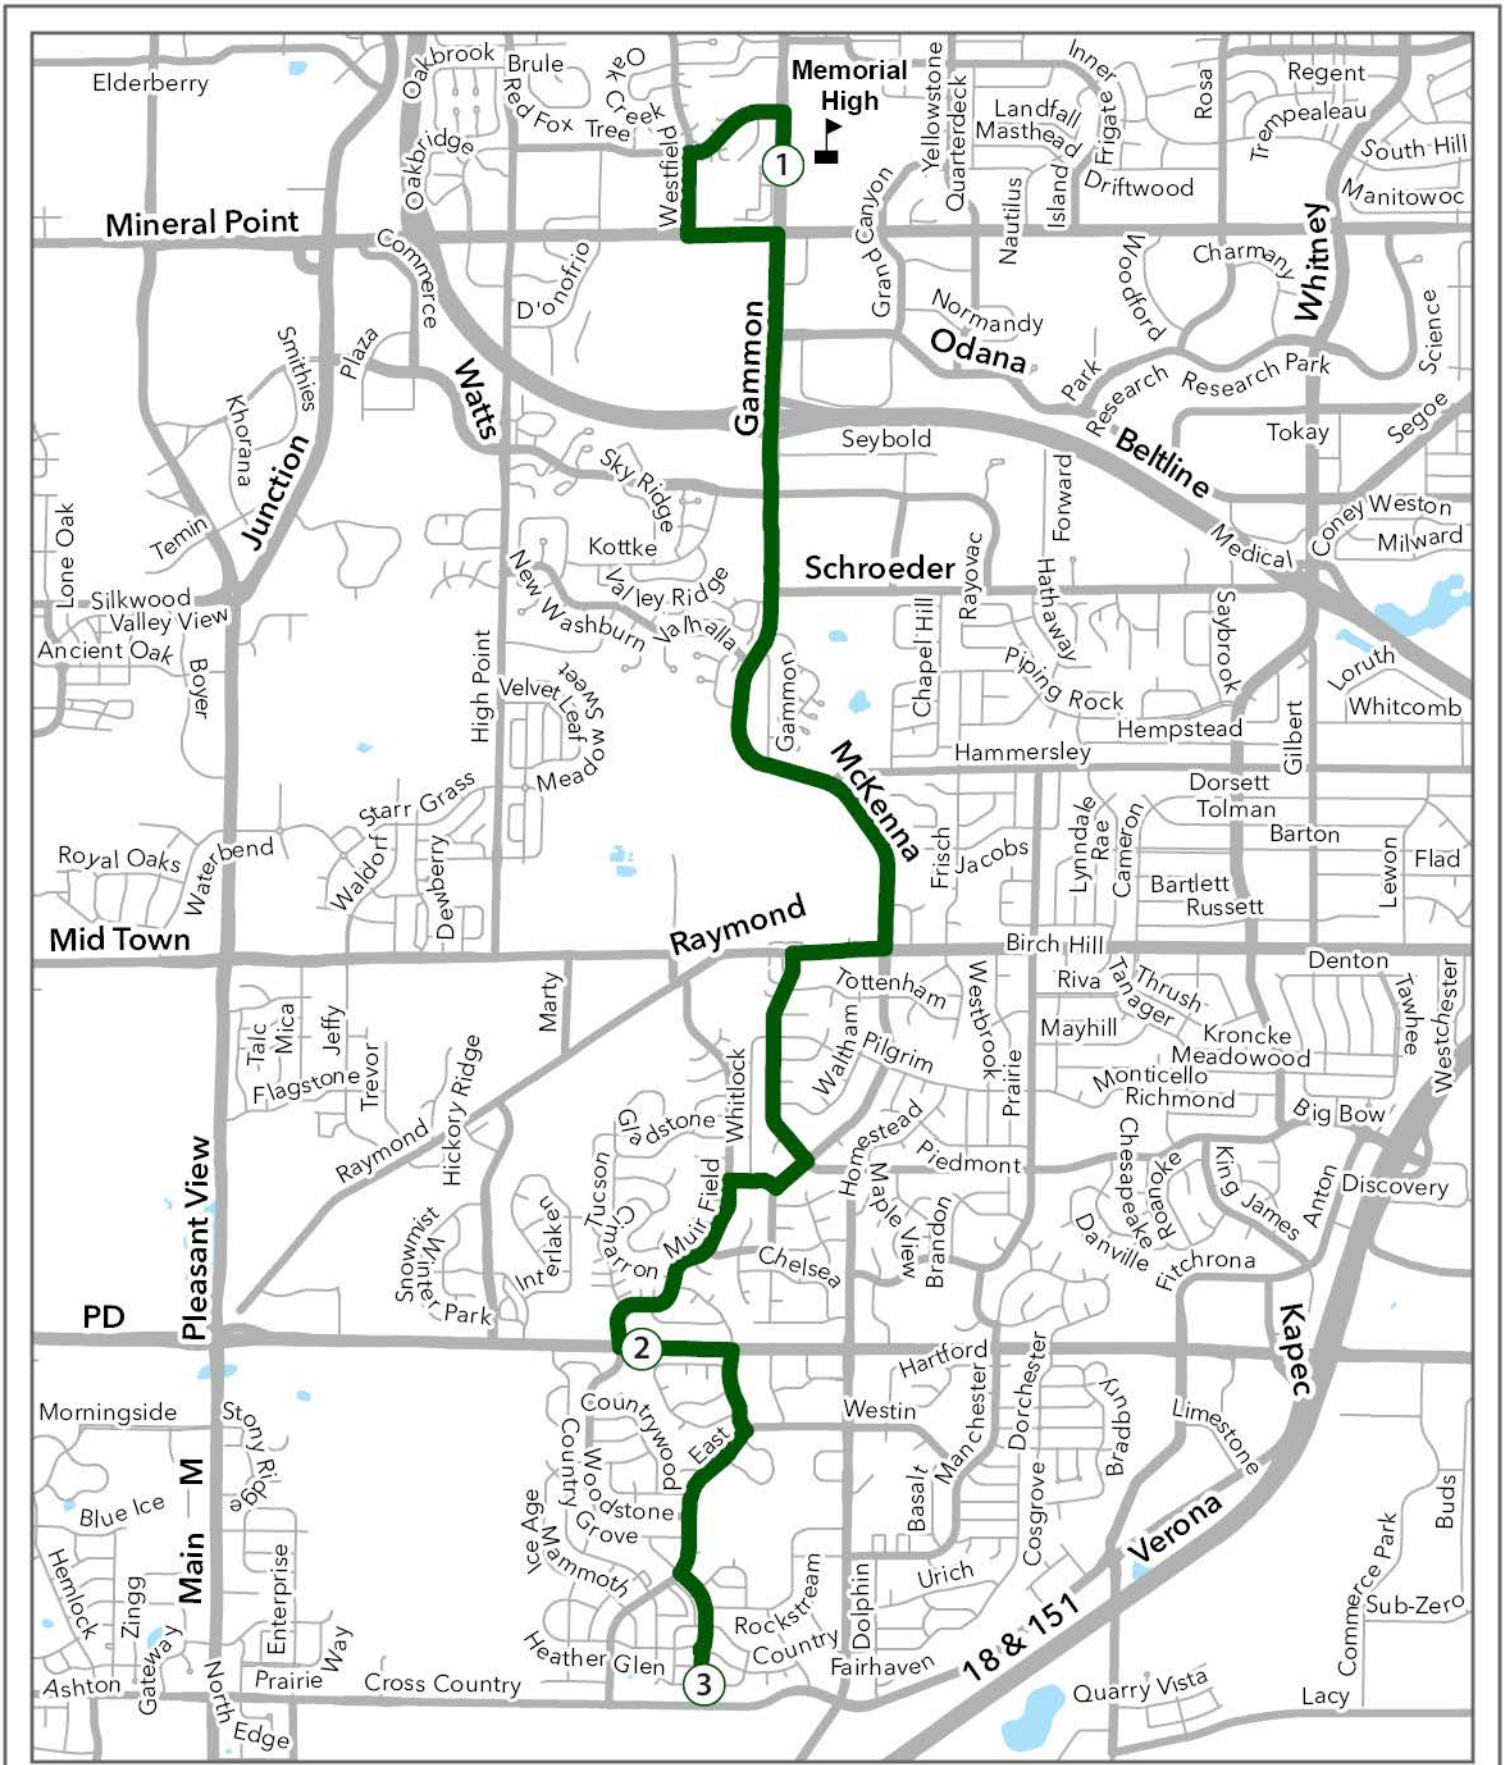 Elderberry
Oakbrook
Brule
Oak Creek
Memorial
High
Yellowstone
Quarterdeck
Inner
Rosa
Regent
Red Fox
Tree
Landfall
Masthead
Frigate
Trempealeau
South Hill
Oakbridge
Westfield
1
Driftwood
Manitowoc
Mineral Point
Commerce
Canyon
Grand
Nautilus
Island
Woodford
Charmany
Whitney
D'onofrio
Normandy
Odana
Science
Smithies
Plaza
Gammon
Park
Research
Research Park
Watts
Khorana
Seybold
Beltline
Tokay
Segoe
Junction
Sky Ridge
Forward
Lone Oak
Temin
Kottke
Coney Weston
Milward
Medical
New Washburn
Valley Ridge
Schroeder
Rayovac
Hathaway
Silkwood
Valley View
Valhalla
Saybrook
Ancient Oak
Boyer
High Point
Velvet Leaf
Sweet
Meadow
Gammon
Chapel Hill
Piping Rock
Loruth
Whitcomb
Hempstead
Gilbert
McKenna
Hammersley
Starr Grass
Dorsett
Tolman
Barton
Lyndale
Rae
Cameron
Royal Oaks
Waterbend
Waldorf
Dewberry
Frisch
Jacobs
Lewon
Flad
Bartlett
Russett
Mid Town
Raymond
Birch Hill
Denton
Marty
Tottenham
Westbrook
Riva
Tanager
Thrush
Tawhee
Westchester
Talc
Mica
Jeffy
Trevor
Flagstone
Hickory Ridge
Whitlock
Waltham
Pilgrim
Prairie
Mayhill
Kroncke
Meadowood
Monticello
Richmond
Big Bow
Raymond
Gladstone
Homestead
Piedmont
Chesapeake
Roanoke
King James
Anton
Discovery
Pleasant View
Tucson
Cimarron
Muir Field
Maple View
Brandon
Danville
Fitchrona
Snowmist
Winter Park
Interlaken
Chelsea
PD
Kapec
2
Hartford
Morningside
Stony Ridge
Countrywood
Country
Woodstone
East
Westin
Manchester
Dorchester
Bradbury
Limestone
Main
M
Blue Ice
Ice Age
Grove
Mammoth
Basalt
Cosgrove
Verona
Buds
Hemlock
Zingg
Enterprise
Urich
Commerce Park
Sub-Zero
Gateway
Way
Rockstream
Dolphin
18 & 151
Heather Glen
Country
Fairhaven
Ashton
North
Edge
Prairie
Cross Country
3
Quarry Vista
Lacy